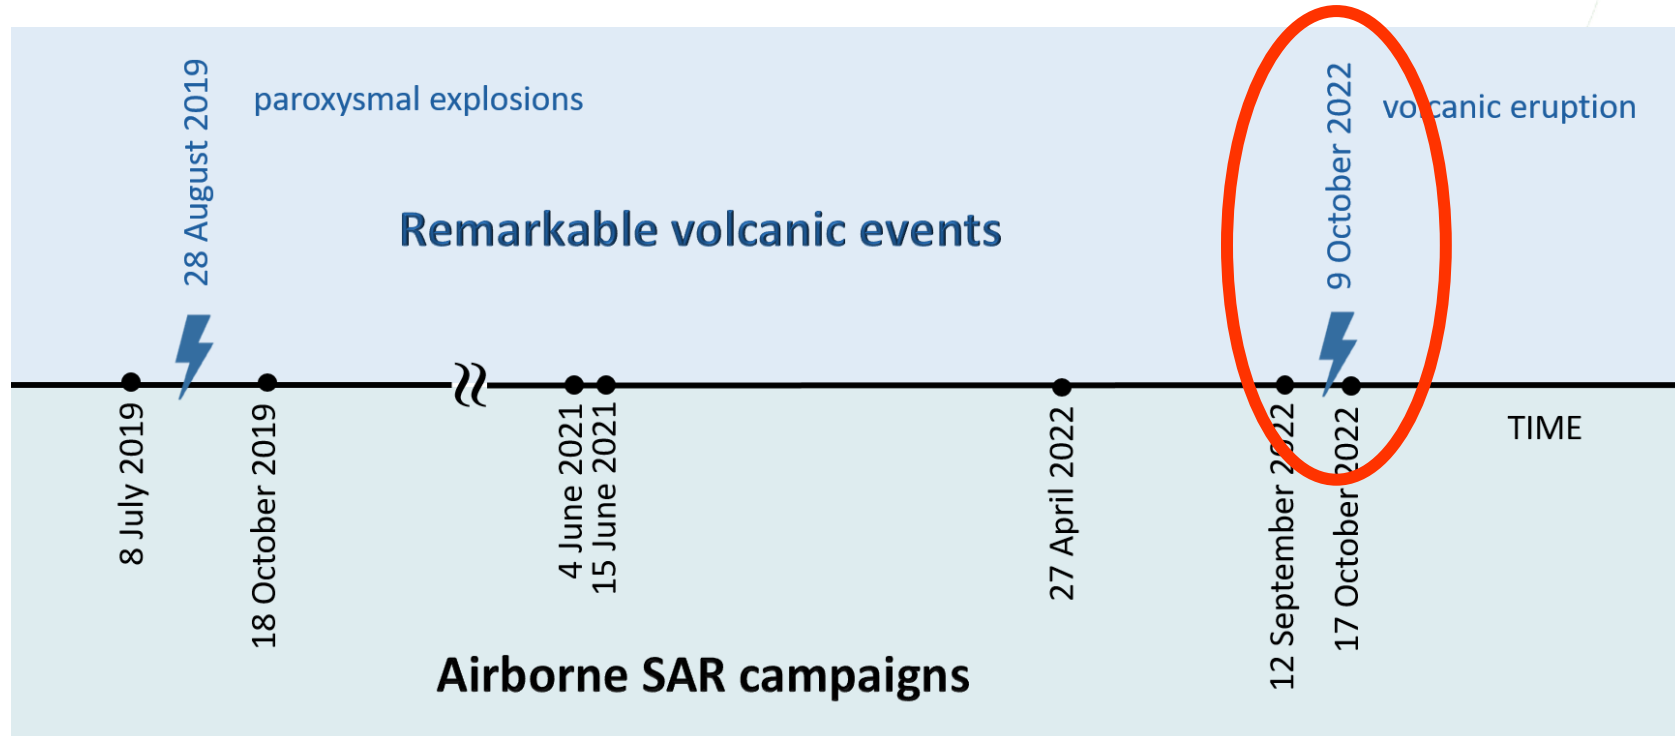 28 August 2019
paroxysmal explosions
9 October 2022
volcanic eruption
Remarkable volcanic events
8 July 2019
18 October 2019
4 June 2021
15 June 2021
27 April 2022
12 September 2022
17 October 2022
TIME
Airborne SAR campaigns